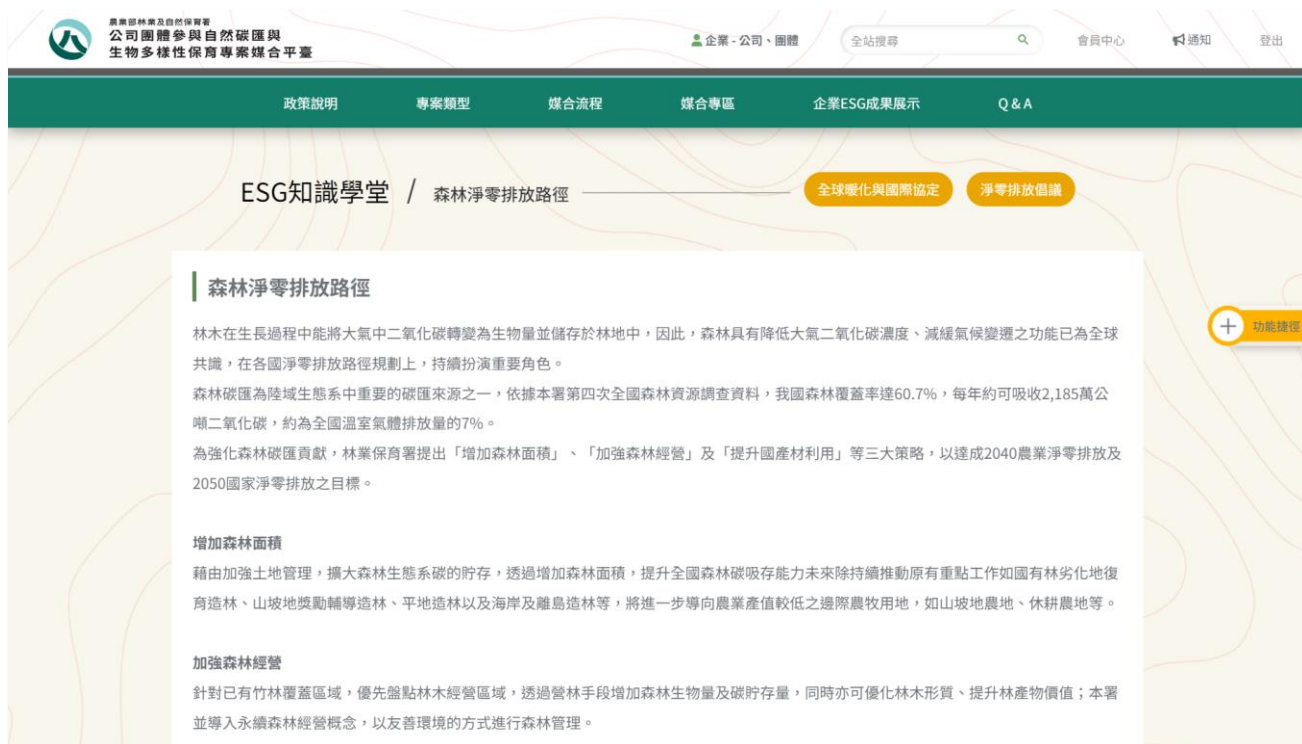 農業部林業及自然保育署
公司團體參與自然碳匯與
生物多樣性保育專案媒合平臺
企業 - 公司、團體
全站搜尋
會員中心
通知
登出
政策說明
專案類型
媒合流程
媒合專區
企業ESG成果展示
Q & A
ESG知識學堂 / 森林淨零排放路徑
全球暖化與國際協定
淨零排放倡議
森林淨零排放路徑
林木在生長過程中能將大氣中二氧化碳轉變為生物量並儲存於林地中，因此，森林具有降低大氣二氧化碳濃度、減緩氣候變遷之功能已為全球
共識，在各國淨零排放路徑規劃上，持續扮演重要角色。
森林碳匯為陸域生態系中重要的碳匯來源之一，依據本署第四次全國森林資源調查資料，我國森林覆蓋率達60.7%，每年約可吸收2,185萬公
噸二氧化碳，約為全國溫室氣體排放量的7%。
為強化森林碳匯貢獻，林業保育署提出「增加森林面積」、「加強森林經營」及「提升國產材利用」等三大策略，以達成2040農業淨零排放及
2050國家淨零排放之目標。
增加森林面積
藉由加強土地管理，擴大森林生態系碳的貯存，透過增加森林面積，提升全國森林碳吸存能力未來除持續推動原有重點工作如國有林劣化地復
育造林、山坡地獎勵輔導造林、平地造林以及海岸及離島造林等，將進一步導向農業產值較低之邊際農牧用地，如山坡地農地、休耕農地等。
加強森林經營
針對已有竹林覆蓋區域，優先盤點林木經營區域，透過營林手段增加森林生物量及碳貯存量，同時亦可優化林木形質、提升林產物價值；本署
並導入永續森林經營概念，以友善環境的方式進行森林管理。
功能捷徑